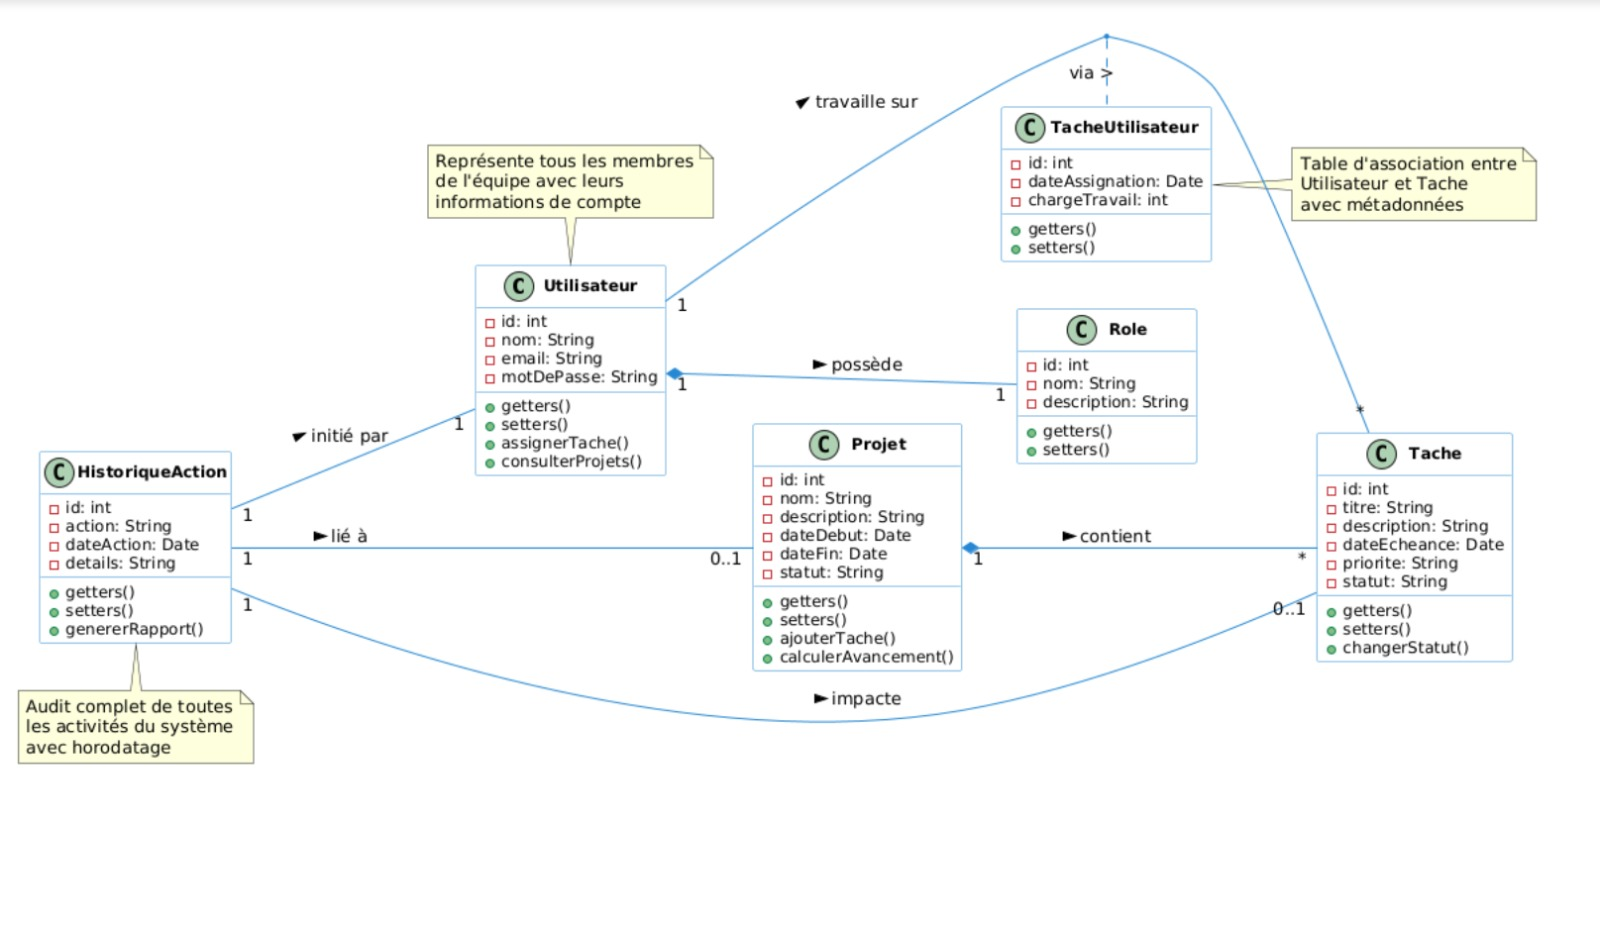 via >
travaille sur
C TacheUtilisateur
id: int
dateAssignation: Date
chargeTravail: int
getters()
setters()
Table d'association entre
Utilisateur et Tache
avec métadonnées
Représente tous les membres
de l'équipe avec leurs
informations de compte
C Utilisateur
id: int
nom: String
email: String
motDePasse: String
getters()
setters()
assignerTache()
consulterProjets()
1
1
1
possède
1
C Role
id: int
nom: String
description: String
getters()
setters()
*
initié par
1
C HistoriqueAction
id: int
action: String
dateAction: Date
details: String
getters()
setters()
genererRapport()
lié à
1
0..1
1
C Projet
id: int
nom: String
description: String
dateDebut: Date
dateFin: Date
statut: String
getters()
setters()
ajouterTache()
calculerAvancement()
contient
1
*
C Tache
id: int
titre: String
description: String
dateEcheance: Date
priorite: String
statut: String
getters()
setters()
changerStatut()
0..1
impacte
Audit complet de toutes
les activités du système
avec horodatage